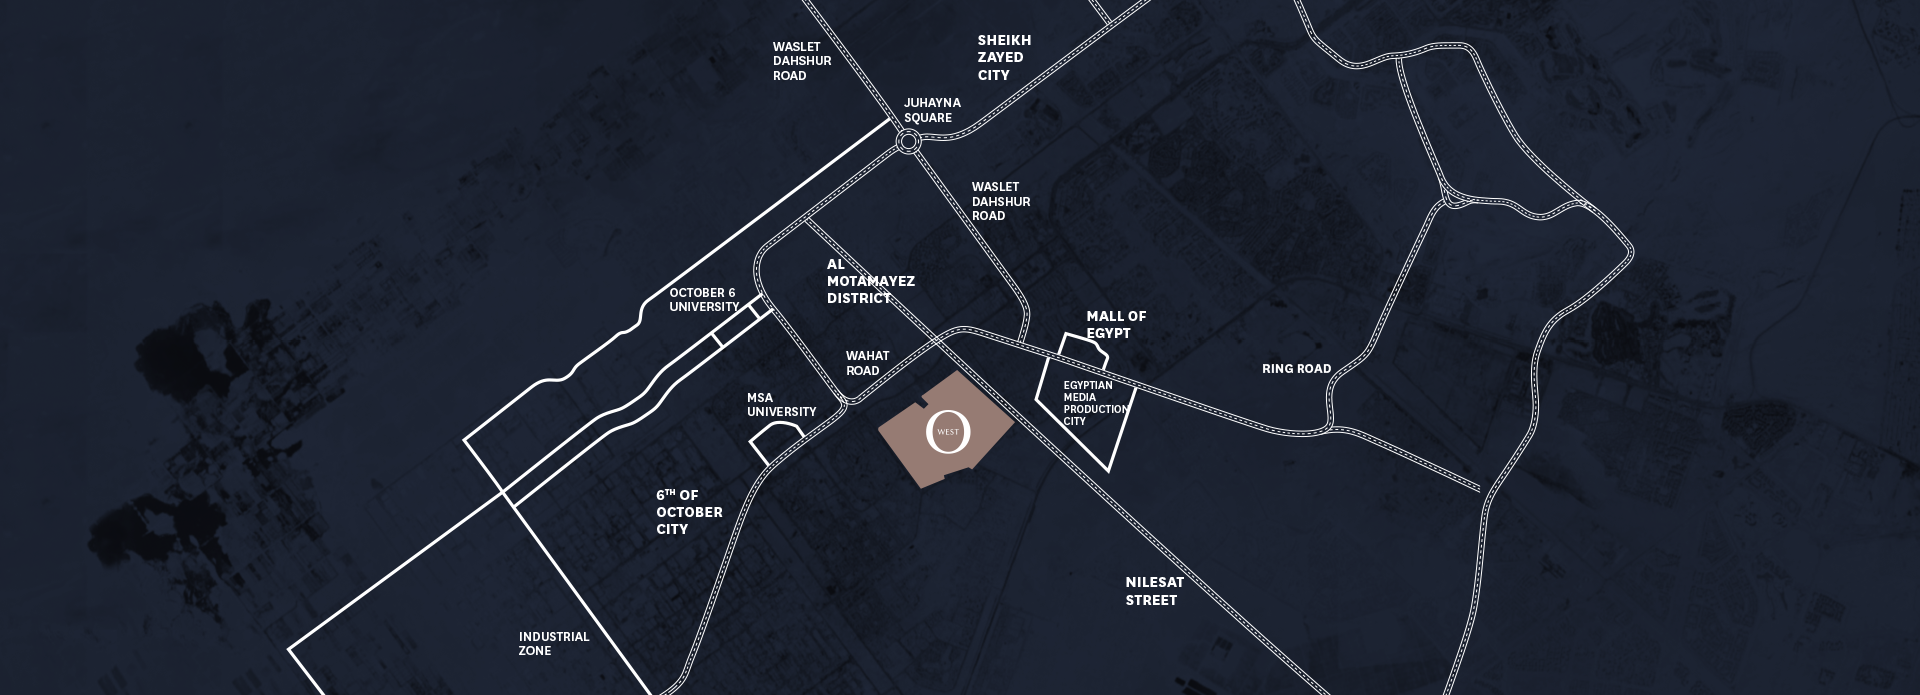 WASLET
DAHSHUR
ROAD
SHEIKH
ZAYED
CITY
JUHAYNA
SQUARE
WASLET
DAHSHUR
ROAD
AL
MOTAMAYEZ
DISTRICT
OCTOBER 6
UNIVERSITY
MALL OF
EGYPT
WAHAT
ROAD
RING ROAD
EGYPTIAN
MEDIA
PRODUCTION
CITY
MSA
UNIVERSITY
O WEST
6TH OF
OCTOBER
CITY
NILESAT
STREET
INDUSTRIAL
ZONE